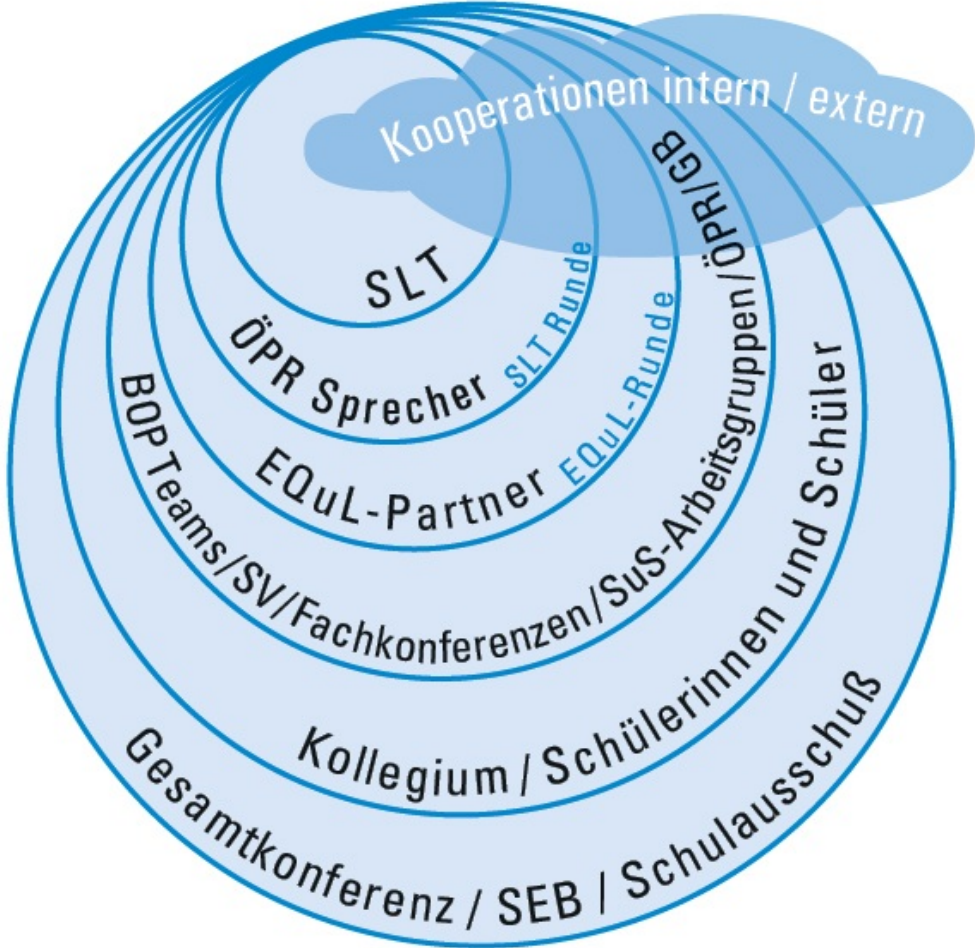 Kooperationen intern / extern
SLT
ÖPR Sprecher
SLT Runde
EQuL-Partner
EQuL-Runde
BOP Teams/SV/Fachkonferenzen/SuS-Arbeitsgruppen/ÖPR/GB
Kollegium / Schülerinnen und Schüler
Gesamtkonferenz / SEB / Schulausschuß